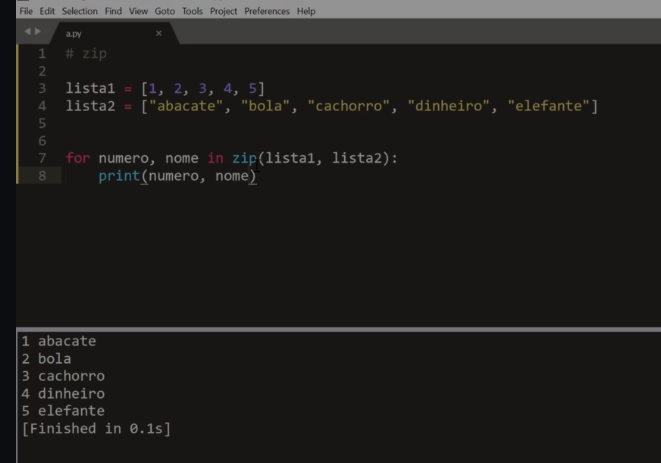 File Edit Selection Find View Goto Tools Project Preferences Help
a.py ×
1 # zip
2
3 lista1 = [1, 2, 3, 4, 5]
4 lista2 = ["abacate", "bola", "cachorro", "dinheiro", "elefante"]
5
6
7 for numero, nome in zip(lista1, lista2):
8     print(numero, nome)
1 abacate
2 bola
3 cachorro
4 dinheiro
5 elefante
[Finished in 0.1s]